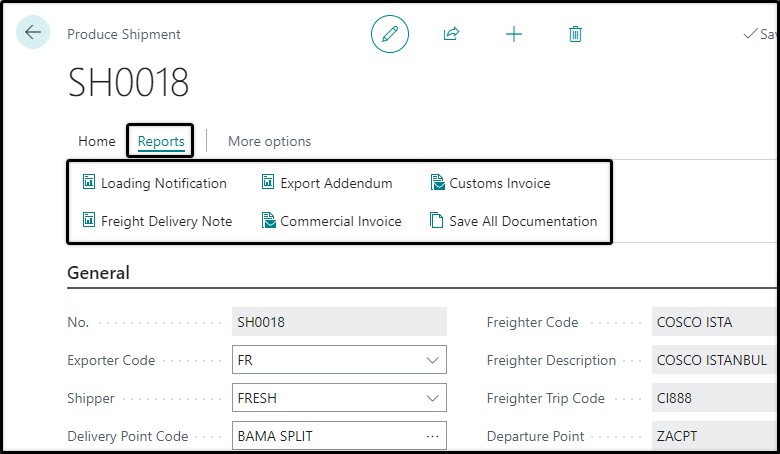 Produce Shipment
Sav
SH0018
Home Reports More options
Loading Notification Export Addendum Customs Invoice
Freight Delivery Note Commercial Invoice Save All Documentation
General
No. SH0018 Freighter Code COSCO ISTA
Exporter Code FR Freighter Description COSCO ISTANBUL
Shipper FRESH Freighter Trip Code CI888
Delivery Point Code BAMA SPLIT ... Departure Point ZACPT